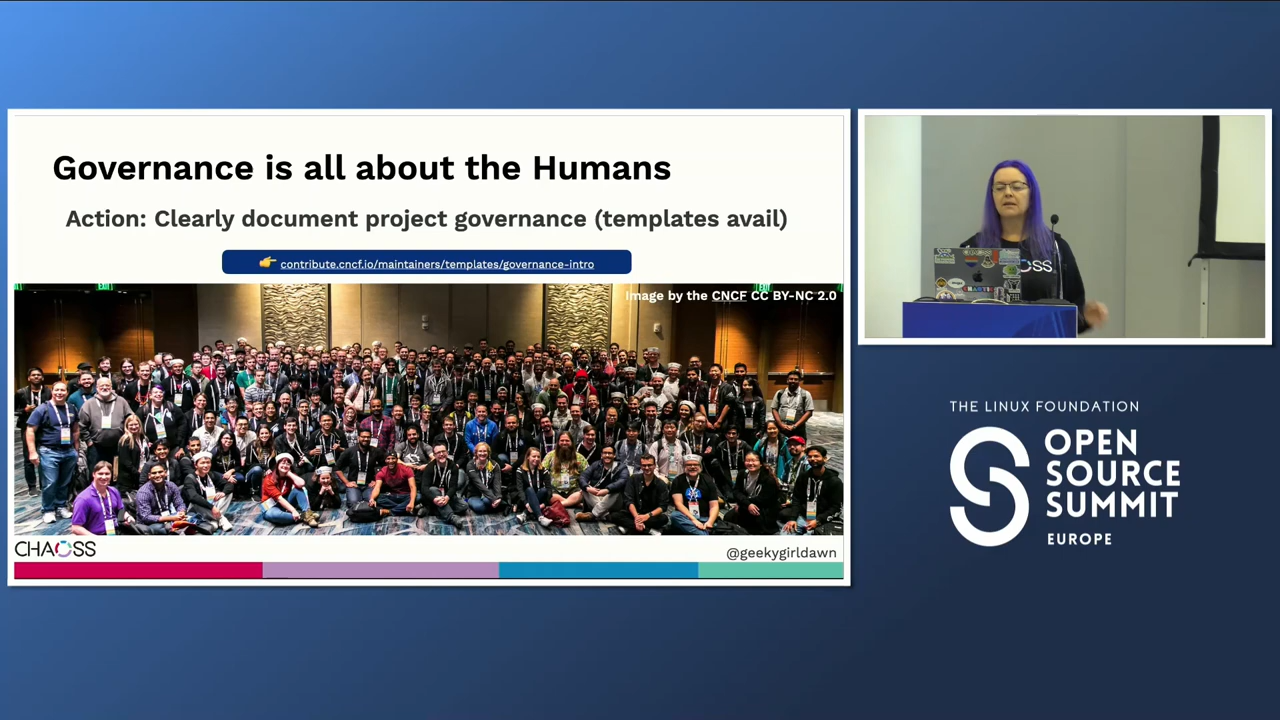 Governance is all about the Humans
Action: Clearly document project governance (templates avail)
contribute.cncf.io/maintainers/templates/governance-intro
Image by the CNCF CC BY-NC 2.0
CHAOSS
@geekygirldawn
OSS
THE LINUX FOUNDATION
OPEN
SOURCE
SUMMIT
EUROPE